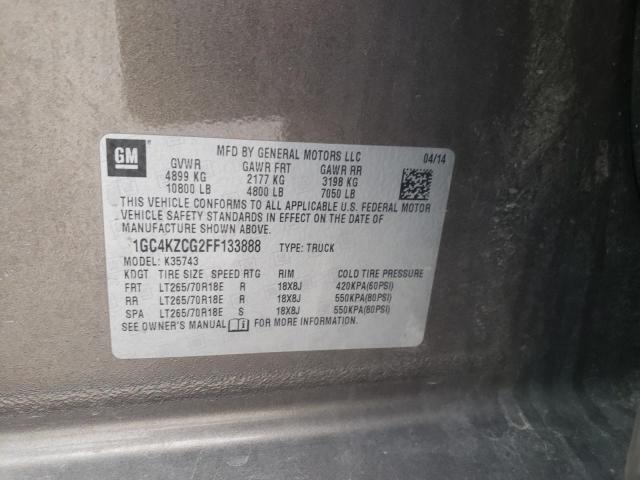 GM
MFD BY GENERAL MOTORS LLC 04/14
GVWR GAWR FRT GAWR RR
4899 KG 2177 KG 3198 KG
10800 LB 4800 LB 7050 LB
THIS VEHICLE CONFORMS TO ALL APPLICABLE U.S. FEDERAL MOTOR
VEHICLE SAFETY STANDARDS IN EFFECT ON THE DATE OF
MANUFACTURE SHOWN ABOVE.
1GC4KZCG2FF133888 TYPE: TRUCK
MODEL: K35743
KDGT TIRE SIZE SPEED RTG RIM COLD TIRE PRESSURE
FRT LT265/70R18E R 18X8J 420KPA(60PSI)
RR LT265/70R18E R 18X8J 550KPA(80PSI)
SPA LT265/70R18E S 18X8J 550KPA(80PSI)
SEE OWNER'S MANUAL FOR MORE INFORMATION.